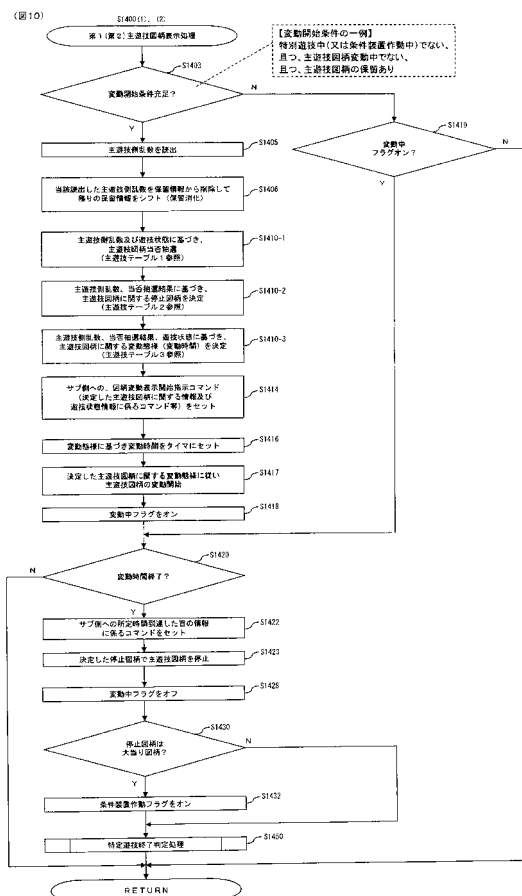 (図10)
S1400(1), (2)
第1(第2)主遊技図柄表示処理
【変動開始条件の一例】
特別遊技中(又は条件装置作動中)でない、
且つ、主遊技図柄変動中でない、
且つ、主遊技図柄の保留あり
S1403
変動開始条件充足?
N
Y
S1419
変動中
フラグオン?
N
Y
主遊技側乱数を読出
S1405
当該読出した主遊技側乱数を保留情報から削除して
残りの保留情報をシフト(保留消化)
S1406
主遊技側乱数及び遊技状態に基づき、
主遊技図柄当否抽選
(主遊技テーブル1参照)
S1410-1
主遊技側乱数、当否抽選結果に基づき、
主遊技図柄に関する停止図柄を決定
(主遊技テーブル2参照)
S1410-2
主遊技側乱数、当否抽選結果、遊技状態に基づき、
主遊技図柄に関する変動態様(変動時間)を決定
(主遊技テーブル3参照)
S1410-3
サブ側への、図柄変動表示開始指示コマンド
(決定した主遊技図柄に関する情報及び
遊技状態情報に係るコマンド等)をセット
S1414
変動態様に基づき変動時間をタイマにセット
S1416
決定した主遊技図柄に関する変動態様に従い
主遊技図柄の変動開始
S1417
変動中フラグをオン
S1418
S1420
変動時間終了?
N
Y
サブ側への所定時間到達した旨の情報
に係るコマンドをセット
S1422
決定した停止図柄で主遊技図柄を停止
S1423
変動中フラグをオフ
S1426
S1430
停止図柄は
大当り図柄?
N
Y
条件装置作動フラグをオン
S1432
特定遊技終了判定処理
S1450
RETURN